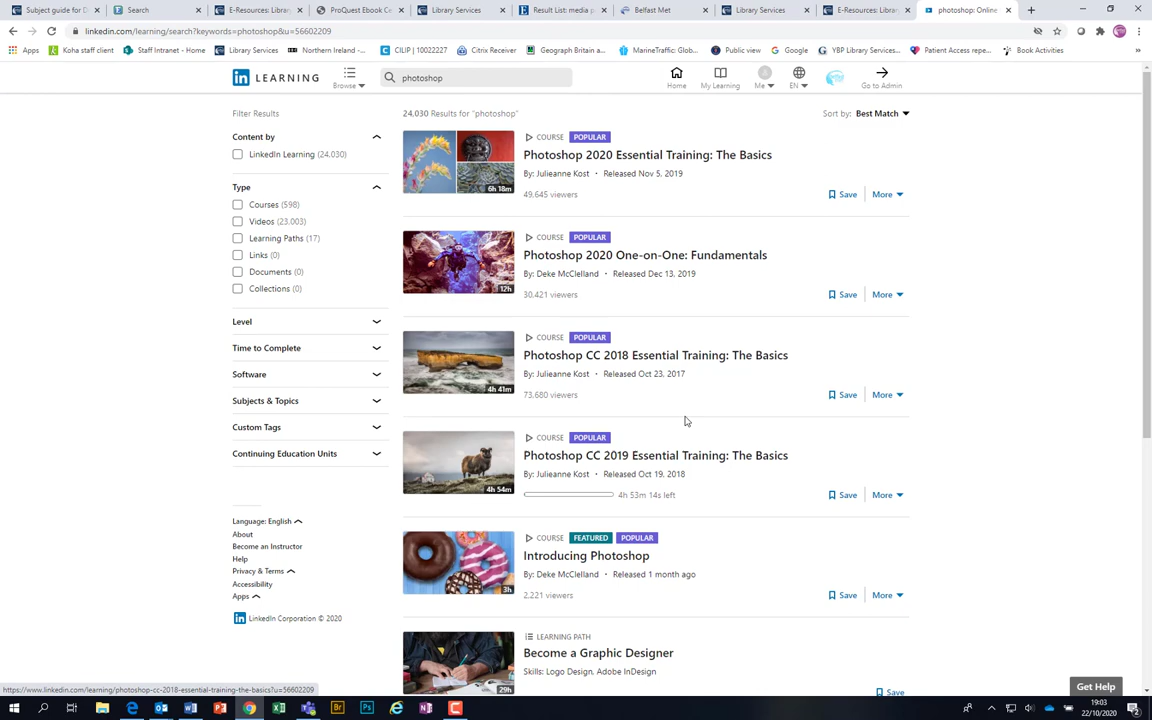 Subject guide for D
Search
E-Resources: Librar
ProQuest Ebook Ce
Library Services
Result List: media p
Belfast Met
Library Services
E-Resources: Librar
photoshop: Online
linkedin.com/learning/search?keywords=photoshop&u=56602209
Apps
Koha staff client
Staff Intranet - Home
Library Services
Northern Ireland -...
CILIP | 10022227
Citrix Receiver
Geograph Britain a...
MarineTraffic: Glob...
Public view
Google
YBP Library Services...
Patient Access repe...
Book Activities
»
in LEARNING
Browse
photoshop
Home
My Learning
Me
EN
Go to Admin
Filter Results
24,030 Results for "photoshop"
Sort by: Best Match
Content by
LinkedIn Learning (24,030)
Type
Courses (598)
Videos (23,003)
Learning Paths (17)
Links (0)
Documents (0)
Collections (0)
Level
Time to Complete
Software
Subjects & Topics
Custom Tags
Continuing Education Units
Language: English
About
Become an Instructor
Help
Privacy & Terms
Accessibility
Apps
in LinkedIn Corporation © 2020
COURSE POPULAR
Photoshop 2020 Essential Training: The Basics
By: Julieanne Kost • Released Nov 5, 2019
6h 18m
49,645 viewers
Save More
COURSE POPULAR
Photoshop 2020 One-on-One: Fundamentals
By: Deke McClelland • Released Dec 13, 2019
12h
30,421 viewers
Save More
COURSE POPULAR
Photoshop CC 2018 Essential Training: The Basics
By: Julieanne Kost • Released Oct 23, 2017
4h 41m
73,680 viewers
Save More
COURSE POPULAR
Photoshop CC 2019 Essential Training: The Basics
By: Julieanne Kost • Released Oct 19, 2018
4h 54m
4h 53m 14s left
Save More
COURSE FEATURED POPULAR
Introducing Photoshop
By: Deke McClelland • Released 1 month ago
3h
2,221 viewers
Save More
LEARNING PATH
Become a Graphic Designer
Skills: Logo Design, Adobe InDesign
29h
Save
Get Help
https://www.linkedin.com/learning/photoshop-cc-2018-essential-training-the-basics?u=56602209
19:03
22/10/2020
2